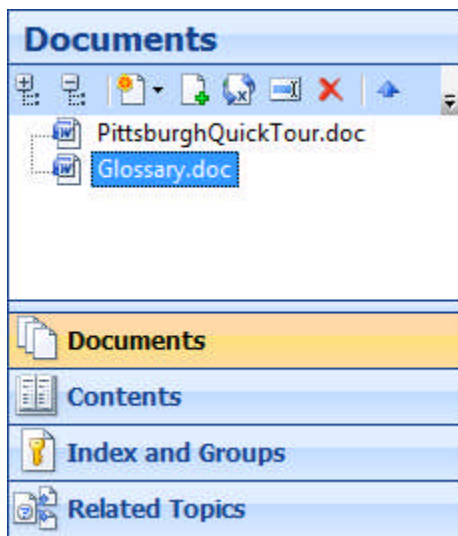 Documents
PittsburghQuickTour.doc
Glossary.doc
Documents
Contents
Index and Groups
Related Topics